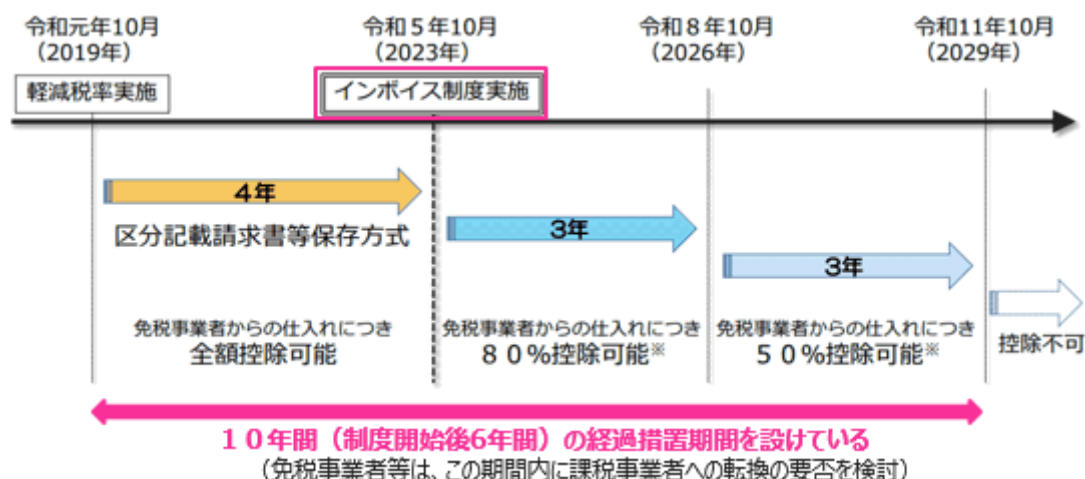 令和元年10月
(2019年)
令和5年10月
(2023年)
令和8年10月
(2026年)
令和11年10月
(2029年)
軽減税率実施
インボイス制度実施
4年
区分記載請求書等保存方式
3年
3年
免税事業者からの仕入れにつき
全額控除可能
免税事業者からの仕入れにつき
80%控除可能※
免税事業者からの仕入れにつき
50%控除可能※
控除不可
10年間(制度開始後6年間)の経過措置期間を設けている
(免税事業者等は、この期間内に課税事業者への転換の要否を検討)